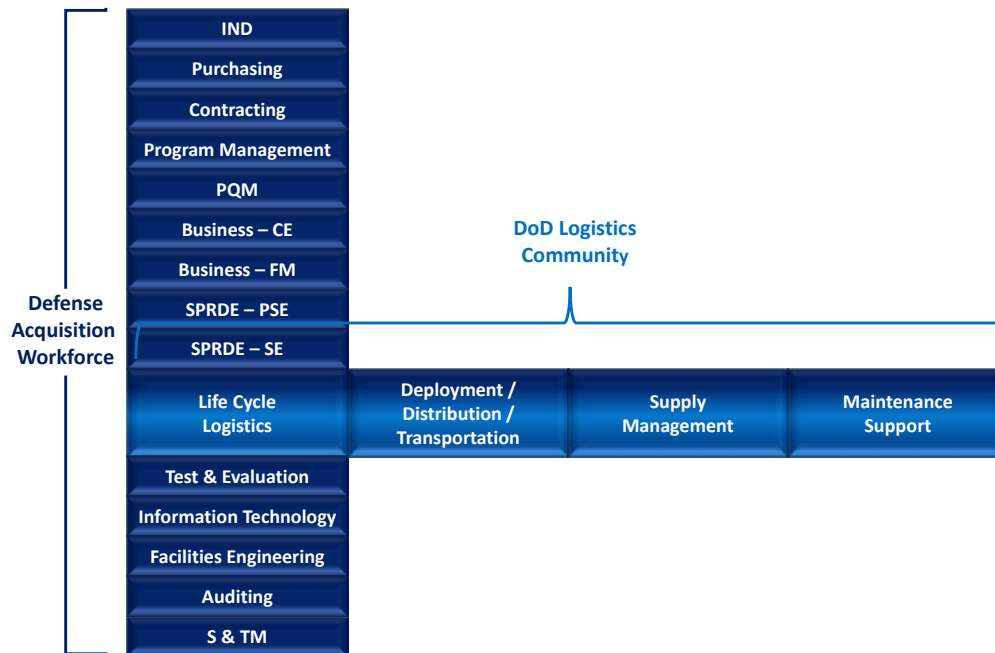 IND
Purchasing
Contracting
Program Management
PQM
Business – CE
Business – FM
SPRDE – PSE
SPRDE – SE
Defense
Acquisition
Workforce
DoD Logistics
Community
Life Cycle
Logistics
Deployment /
Distribution /
Transportation
Supply
Management
Maintenance
Support
Test & Evaluation
Information Technology
Facilities Engineering
Auditing
S & TM